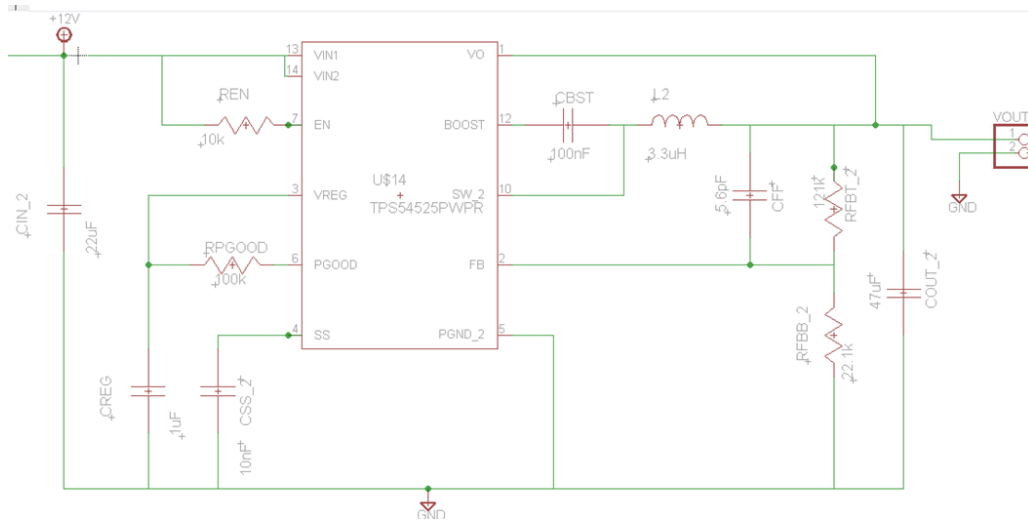 +12V
13 VIN1 VO 1
14 VIN2
REN
10k
7 EN
BOOST 12
CBST
100nF
L2
3.3uH
VOUT
1
2
GND
U$14
TPS54525PWPR
3 VREG
SW_2 10
5.6pF
CFF
121K
RFBT_2
CIN_2
22uF
RPGOOD
100k
6 PGOOD
FB 2
47uF
COUT_2
4 SS
PGND_2 5
RFBB_2
22.1k
CREG
1uF
CSS_2
10nF
GND